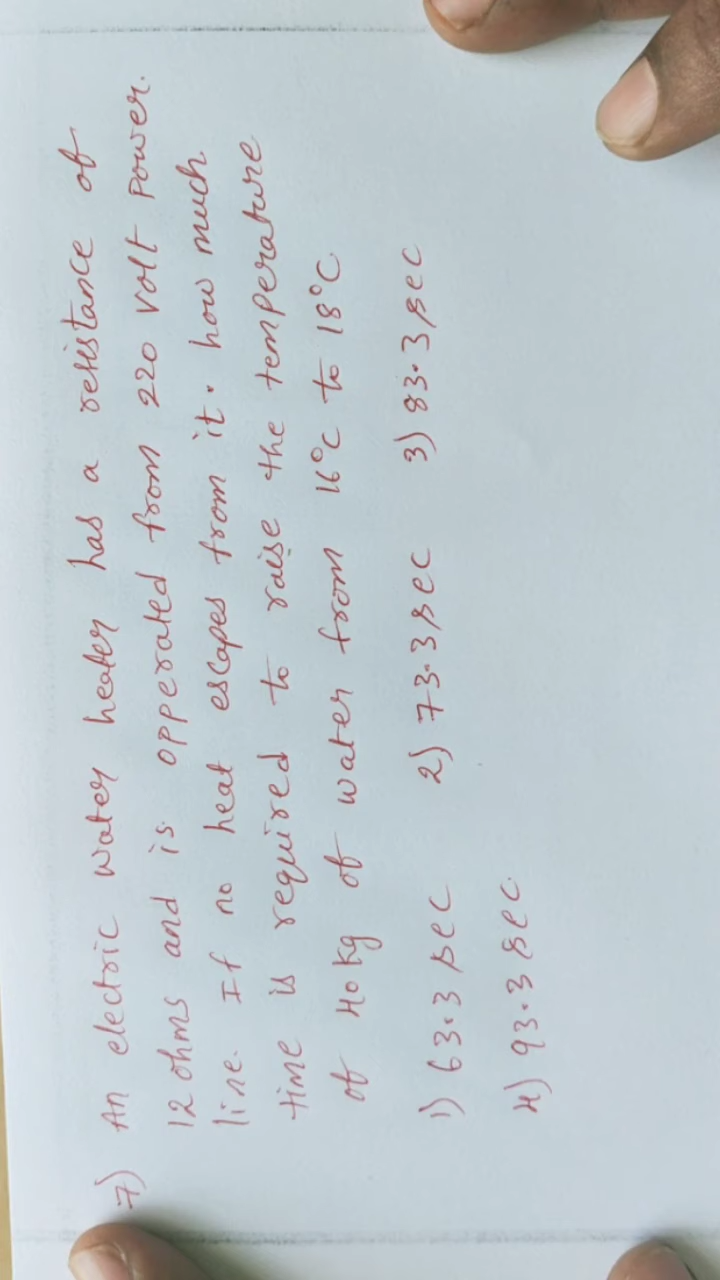 7) An electric water heater has a resistance of
12 ohms and is opperated from 220 volt power.
line. If no heat escapes from it. how much
time is required to raise the temperature
of 40 kg of water from 16°C to 18°C
1) 63.3 sec 2) 73.3 sec 3) 83.3 sec
4) 93.3 sec.